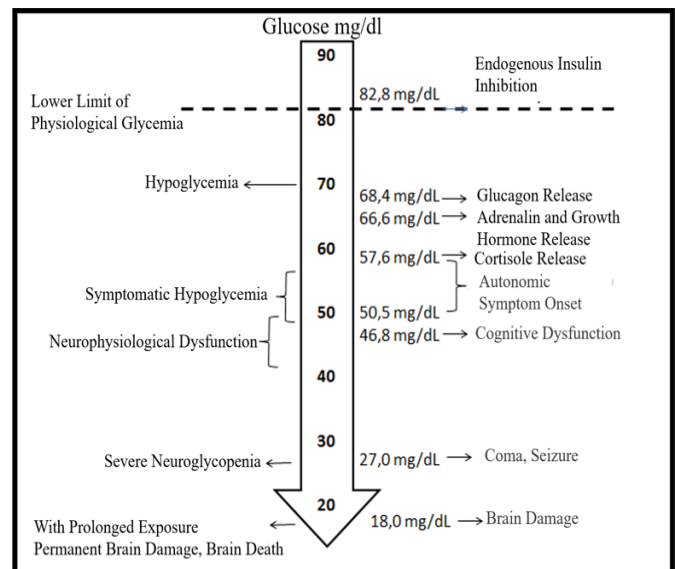 Glucose mg/dl
90
Endogenous Insulin
Inhibition
82,8 mg/dL
Lower Limit of
Physiological Glycemia
80
Hypoglycemia
70
68,4 mg/dL
Glucagon Release
66,6 mg/dL
Adrenalin and Growth
Hormone Release
60
57,6 mg/dL
Cortisole Release
Autonomic
Symptom Onset
Symptomatic Hypoglycemia
50
50,5 mg/dL
Neurophysiological Dysfunction
46,8 mg/dL
Cognitive Dysfunction
40
30
Severe Neuroglycopenia
27,0 mg/dL
Coma, Seizure
20
18,0 mg/dL
Brain Damage
With Prolonged Exposure
Permanent Brain Damage, Brain Death